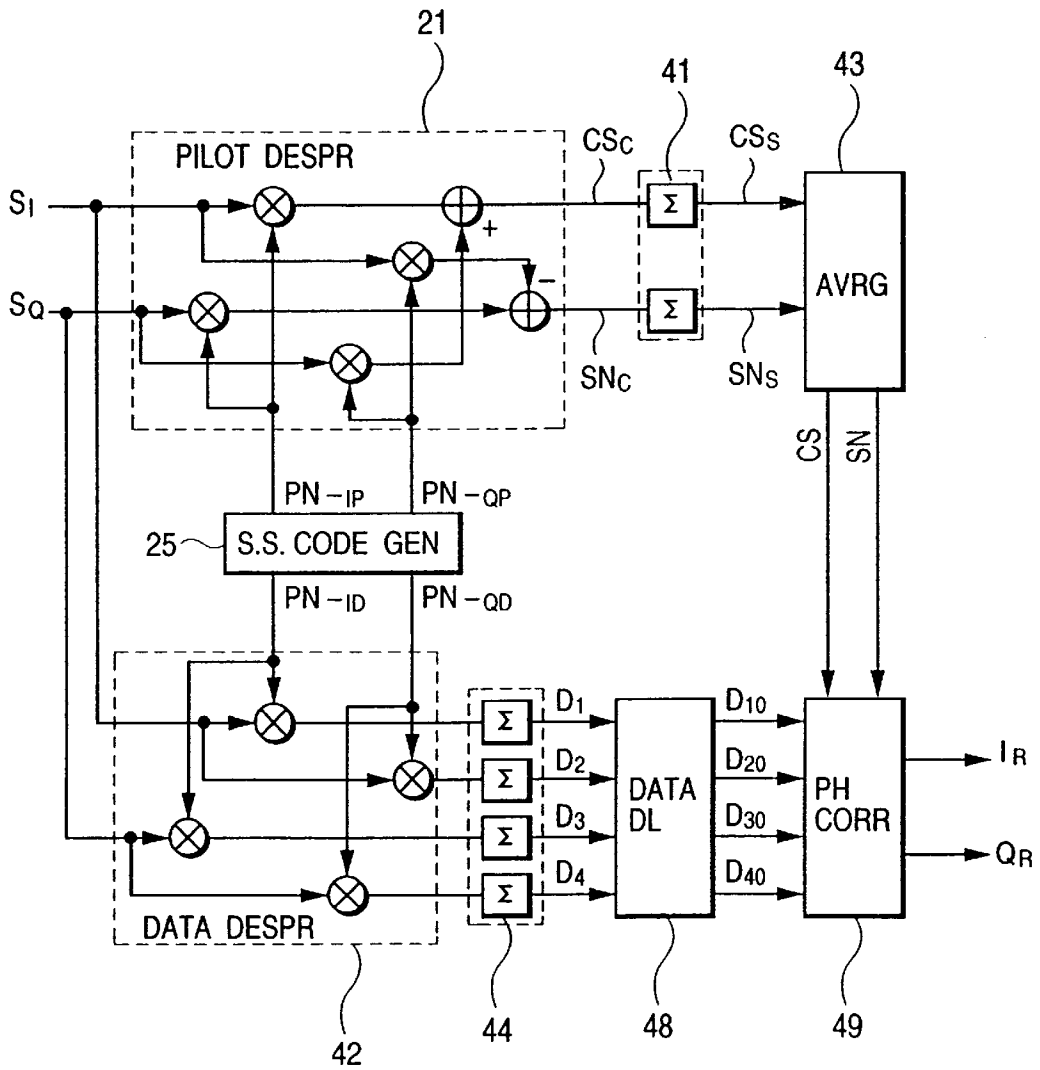 21
41
43
PILOT DESPR
CSC
CSS
SI
Σ
+
AVRG
SQ
-
Σ
SNC
SNS
CS
SN
PN-IP
PN-QP
25
S.S. CODE GEN
PN-ID
PN-QD
Σ
D1
D10
IR
Σ
D2
DATA
DL
D20
PH
CORR
Σ
D3
D30
QR
Σ
D4
D40
DATA DESPR
42
44
48
49